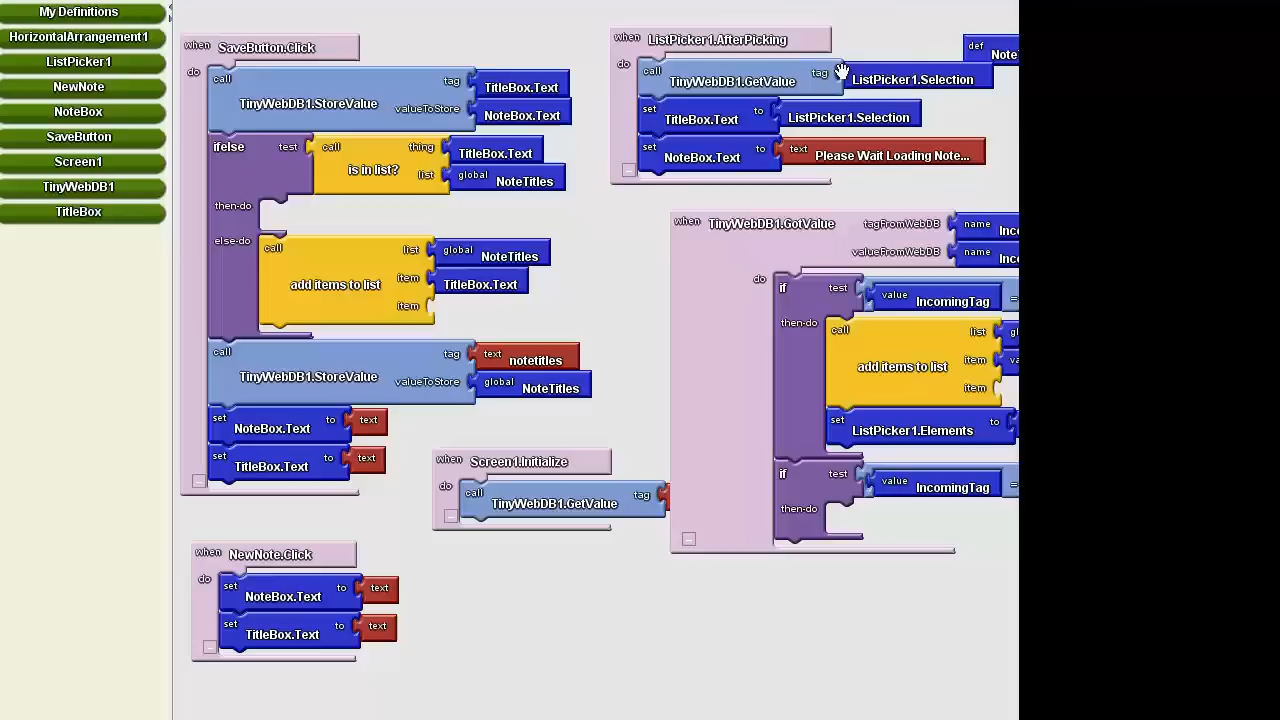 My Definitions
HorizontalArrangement1
ListPicker1
NewNote
NoteBox
SaveButton
Screen1
TinyWebDB1
TitleBox
when SaveButton.Click
do
call TinyWebDB1.StoreValue
tag TitleBox.Text
valueToStore NoteBox.Text
ifelse test
call is in list?
thing TitleBox.Text
list global NoteTitles
then-do
else-do
call add items to list
list global NoteTitles
item TitleBox.Text
item
call TinyWebDB1.StoreValue
tag text notetitles
valueToStore global NoteTitles
set NoteBox.Text to text
set TitleBox.Text to text
when Screen1.Initialize
do
call TinyWebDB1.GetValue tag
when NewNote.Click
do
set NoteBox.Text to text
set TitleBox.Text to text
when ListPicker1.AfterPicking
do
call TinyWebDB1.GetValue tag ListPicker1.Selection
set TitleBox.Text to ListPicker1.Selection
set NoteBox.Text to text Please Wait Loading Note...
def
when TinyWebDB1.GotValue
tagFromWebDB name
valueFromWebDB name
do
if test value IncomingTag =
then-do
call add items to list
list
item
item
set ListPicker1.Elements to
if test value IncomingTag =
then-do